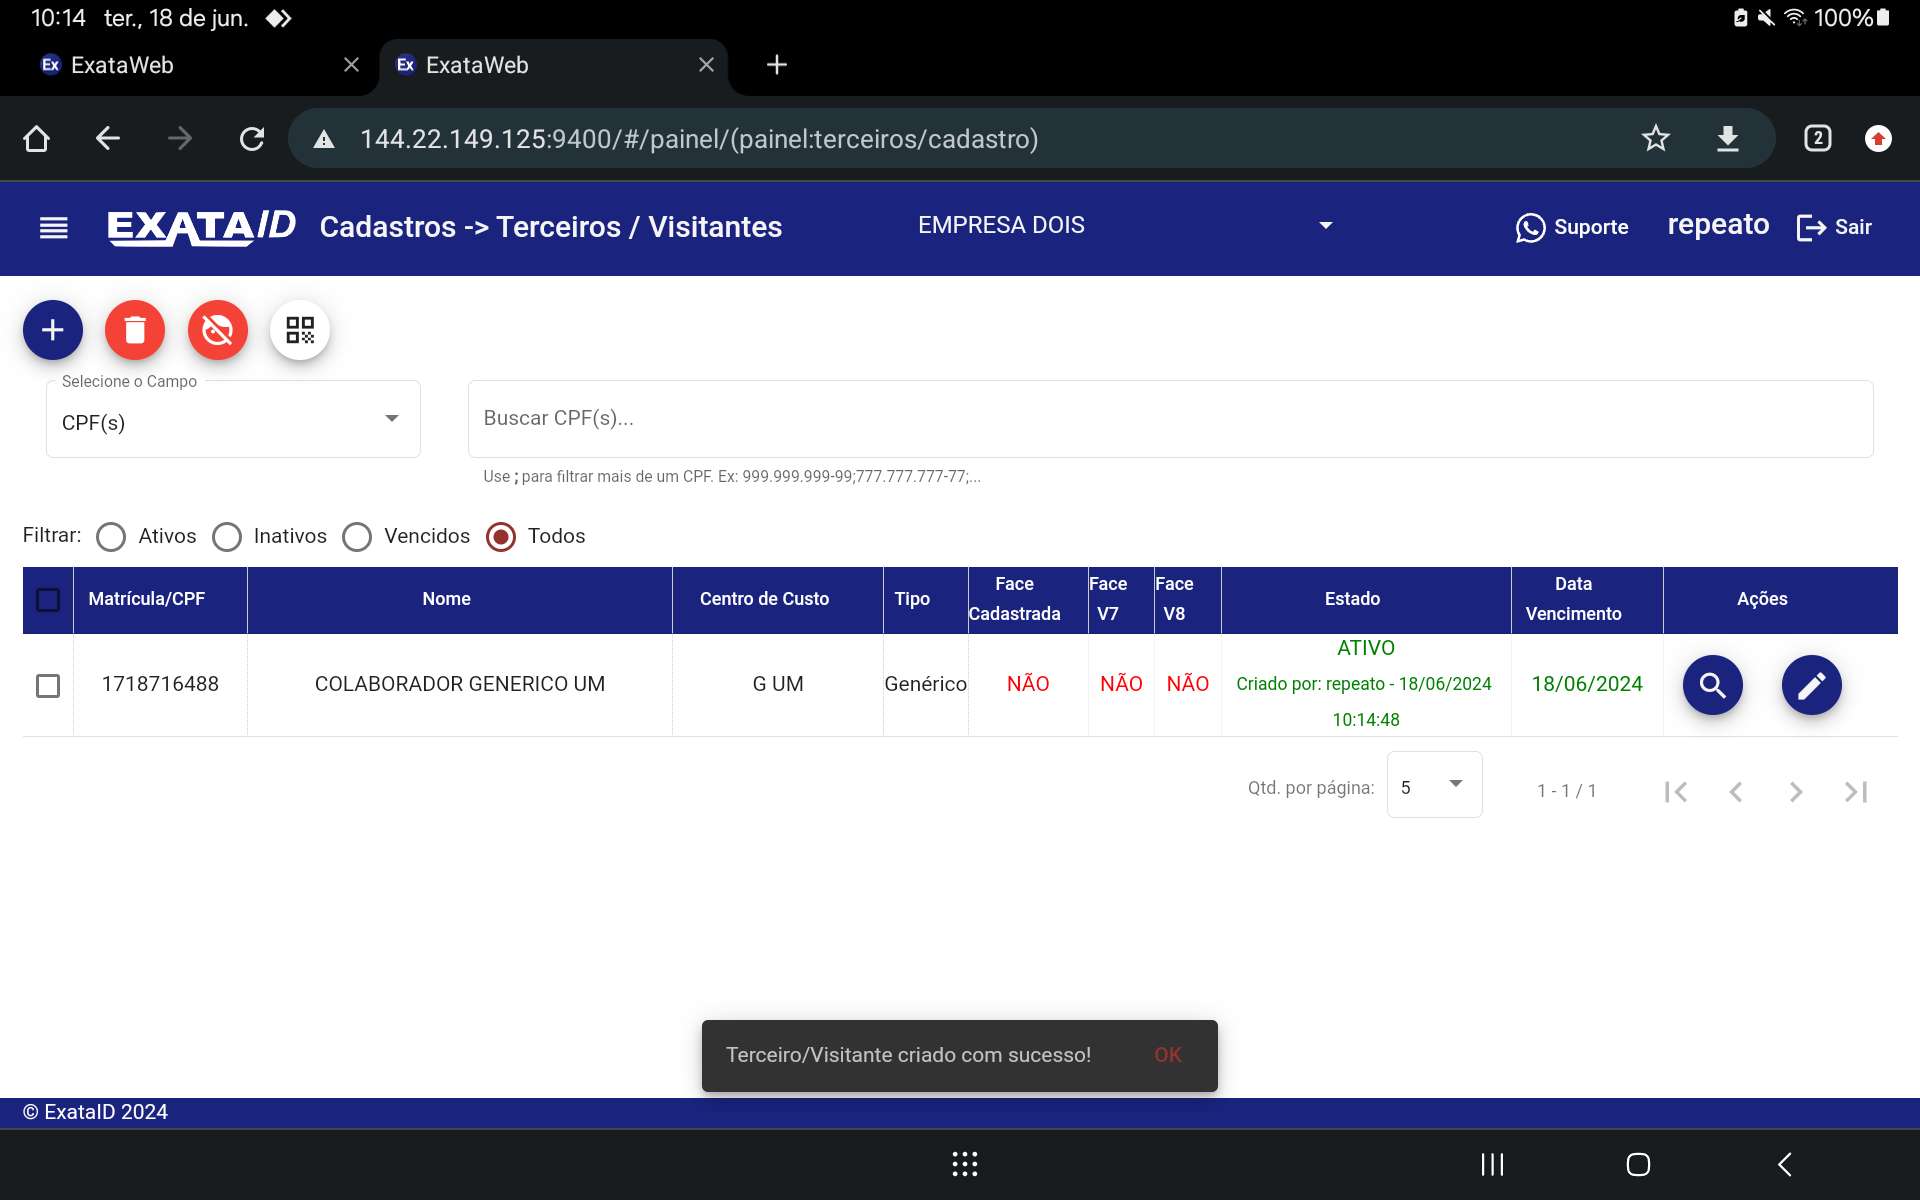 10:14 ter., 18 de jun.
100%
Ex ExataWeb
Ex ExataWeb
144.22.149.125:9400/#/painel/(painel:terceiros/cadastro)
2
EXATAID Cadastros -> Terceiros / Visitantes EMPRESA DOIS Suporte repeato Sair
Selecione o Campo
CPF(s)
Buscar CPF(s)...
Use ; para filtrar mais de um CPF. Ex: 999.999.999-99;777.777.777-77;...
Filtrar: Ativos Inativos Vencidos Todos
Matrícula/CPF Nome Centro de Custo Tipo Face Cadastrada Face V7 Face V8 Estado Data Vencimento Ações
1718716488 COLABORADOR GENERICO UM G UM Genérico NÃO NÃO NÃO
ATIVO
Criado por: repeato - 18/06/2024
10:14:48
18/06/2024
Qtd. por página: 5 1 - 1 / 1
Terceiro/Visitante criado com sucesso! OK
© ExataID 2024